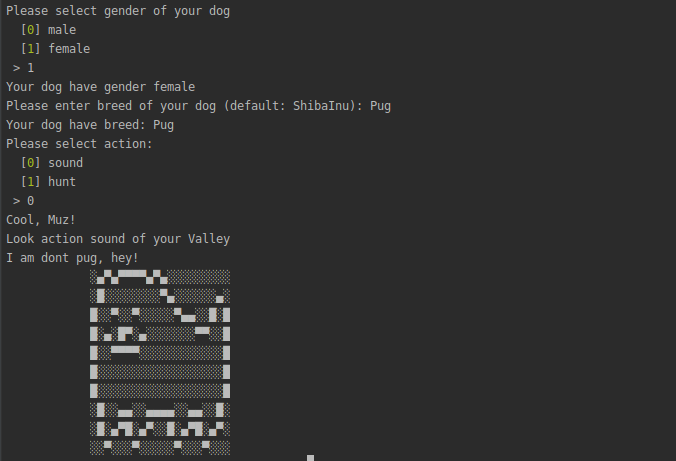 Please select gender of your dog
[0] male
[1] female
> 1
Your dog have gender female
Please enter breed of your dog (default: ShibaInu): Pug
Your dog have breed: Pug
Please select action:
[0] sound
[1] hunt
> 0
Cool, Muz!
Look action sound of your Valley
I am dont pug, hey!